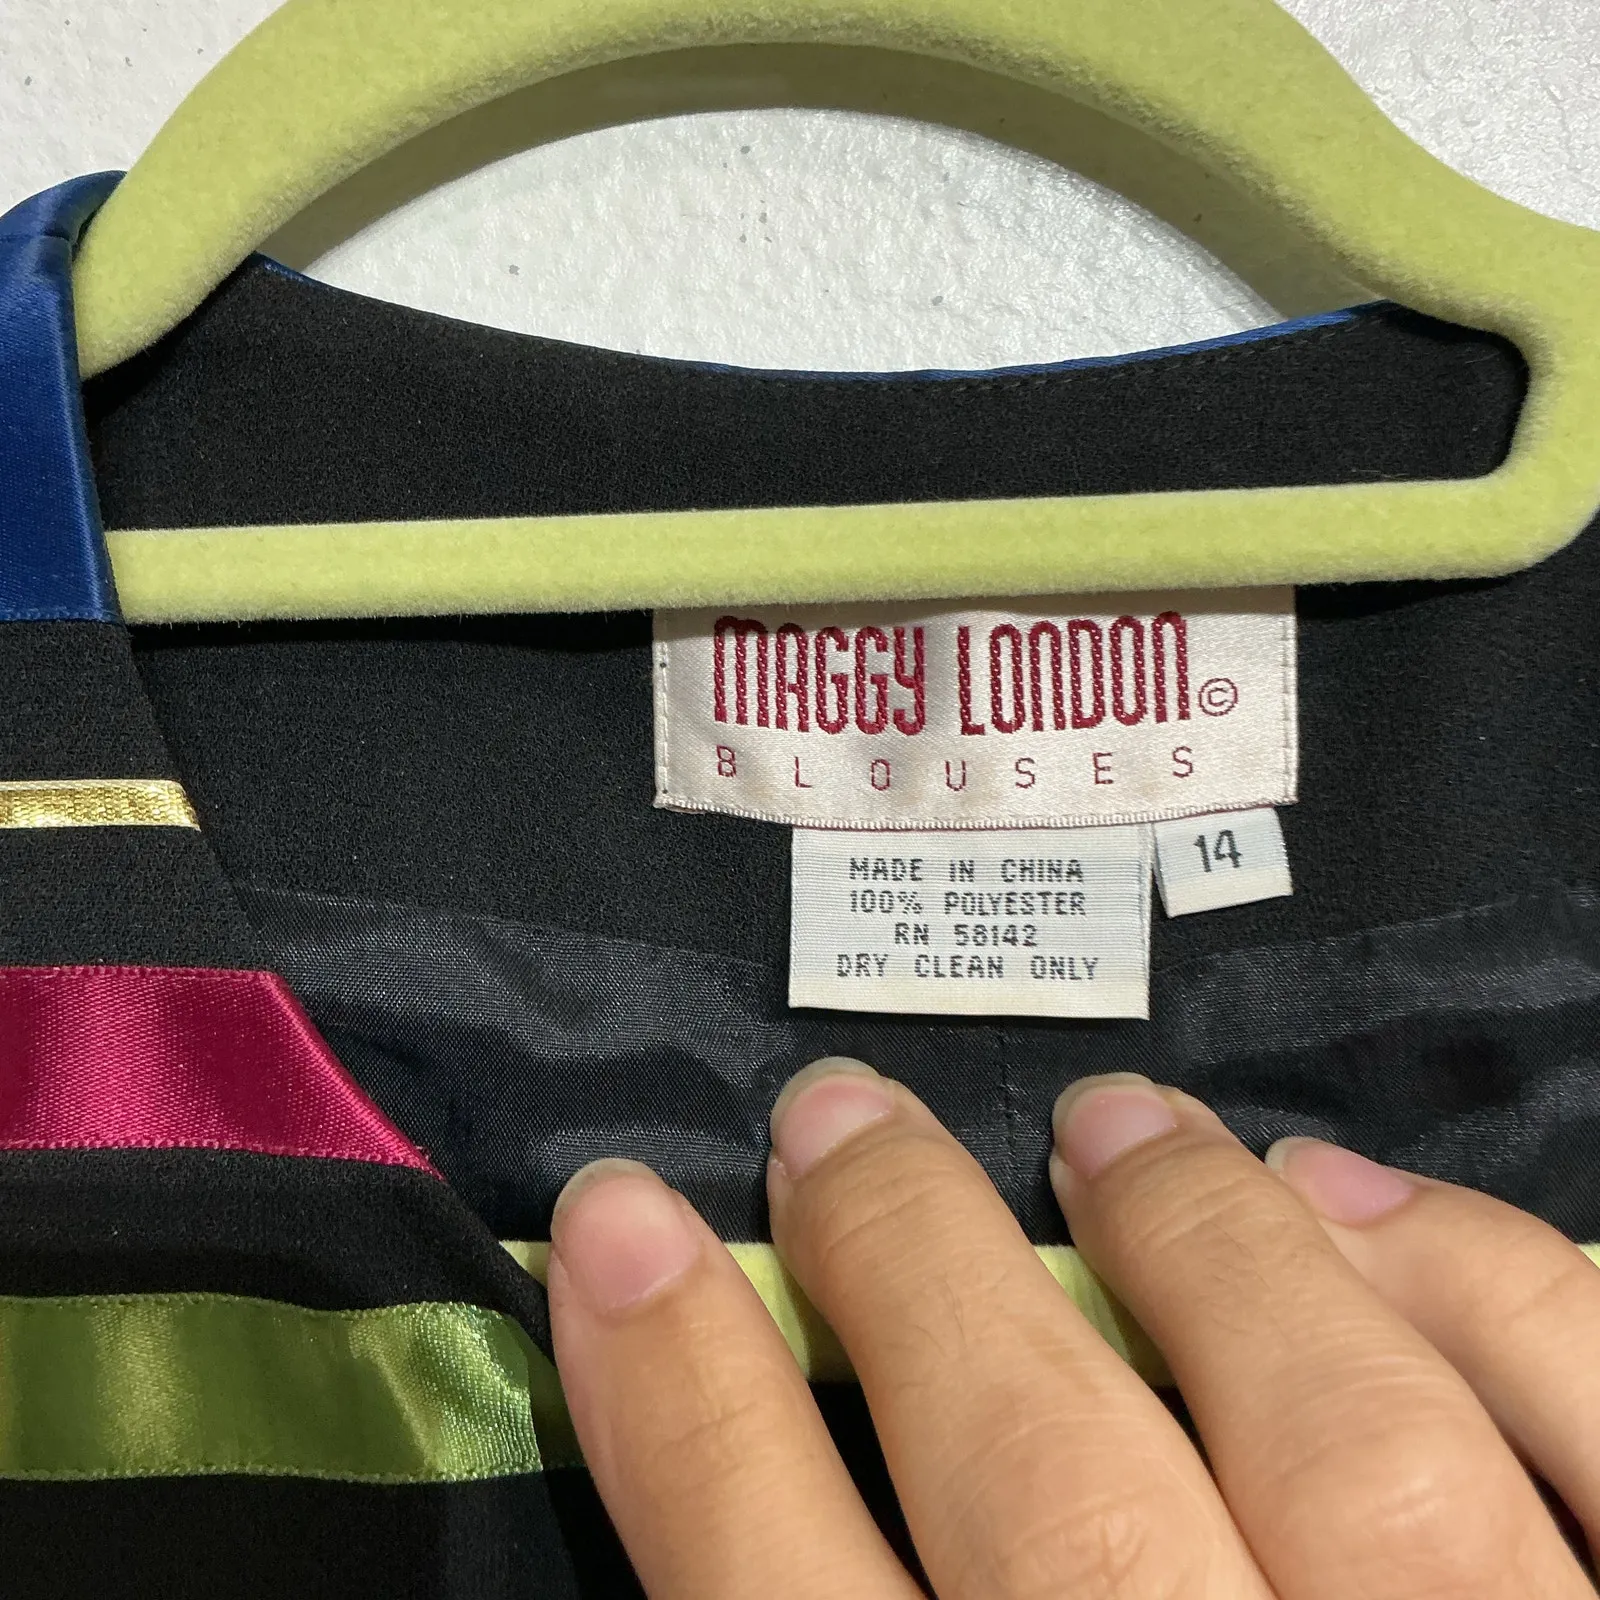 MAGGY LONDON ©
BLOUSES
14
MADE IN CHINA
100% POLYESTER
RN 58142
DRY CLEAN ONLY